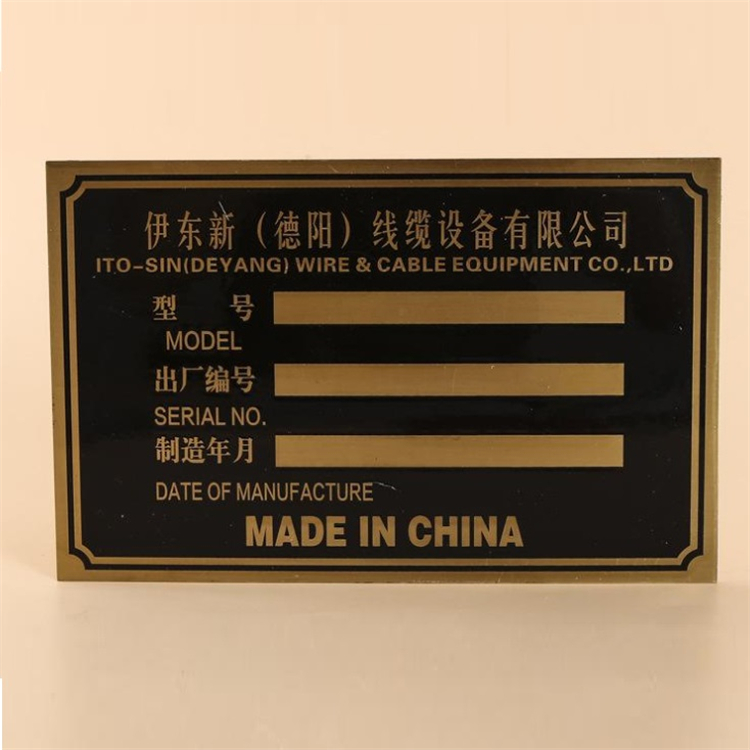 伊东新（德阳）线缆设备有限公司
ITO-SIN(DEYANG) WIRE & CABLE EQUIPMENT CO.,LTD
型 号
MODEL
出厂编号
SERIAL NO.
制造年月
DATE OF MANUFACTURE
MADE IN CHINA